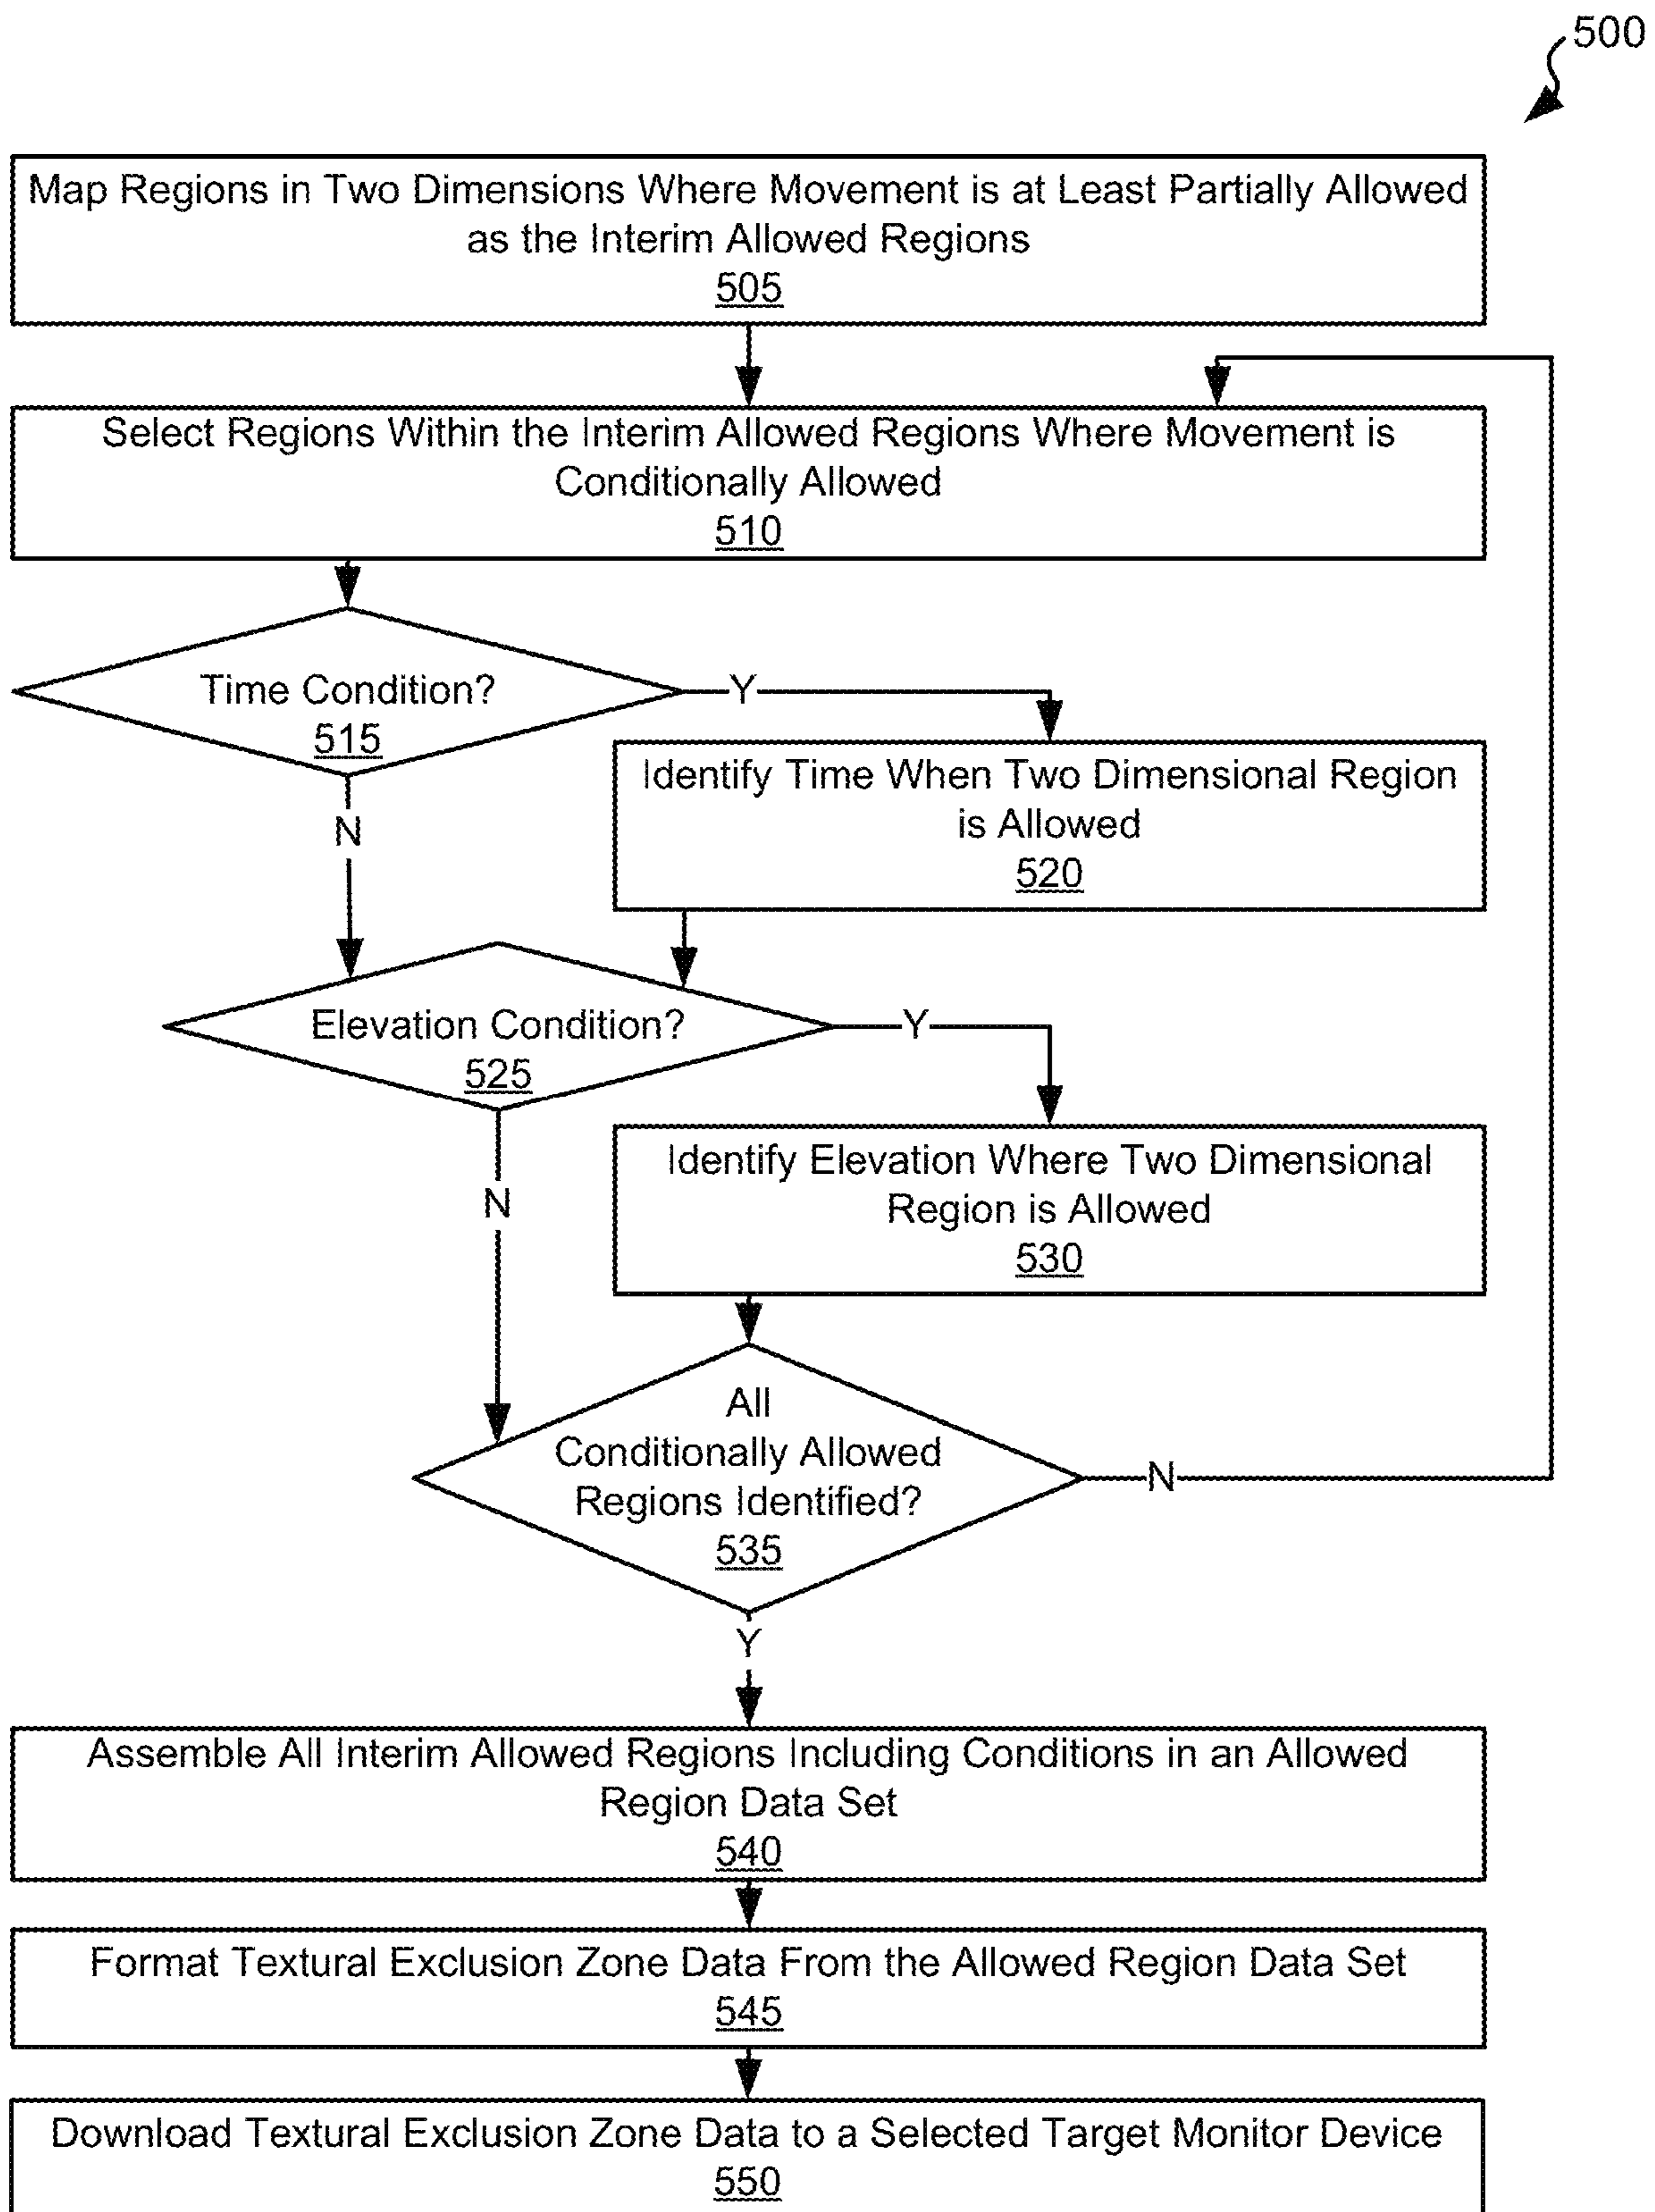 500
Map Regions in Two Dimensions Where Movement is at Least Partially Allowed
as the Interim Allowed Regions
505
Select Regions Within the Interim Allowed Regions Where Movement is
Conditionally Allowed
510
Time Condition?
515
Y
N
Identify Time When Two Dimensional Region
is Allowed
520
Elevation Condition?
525
Y
N
Identify Elevation Where Two Dimensional
Region is Allowed
530
All
Conditionally Allowed
Regions Identified?
535
N
Y
Assemble All Interim Allowed Regions Including Conditions in an Allowed
Region Data Set
540
Format Textural Exclusion Zone Data From the Allowed Region Data Set
545
Download Textural Exclusion Zone Data to a Selected Target Monitor Device
550